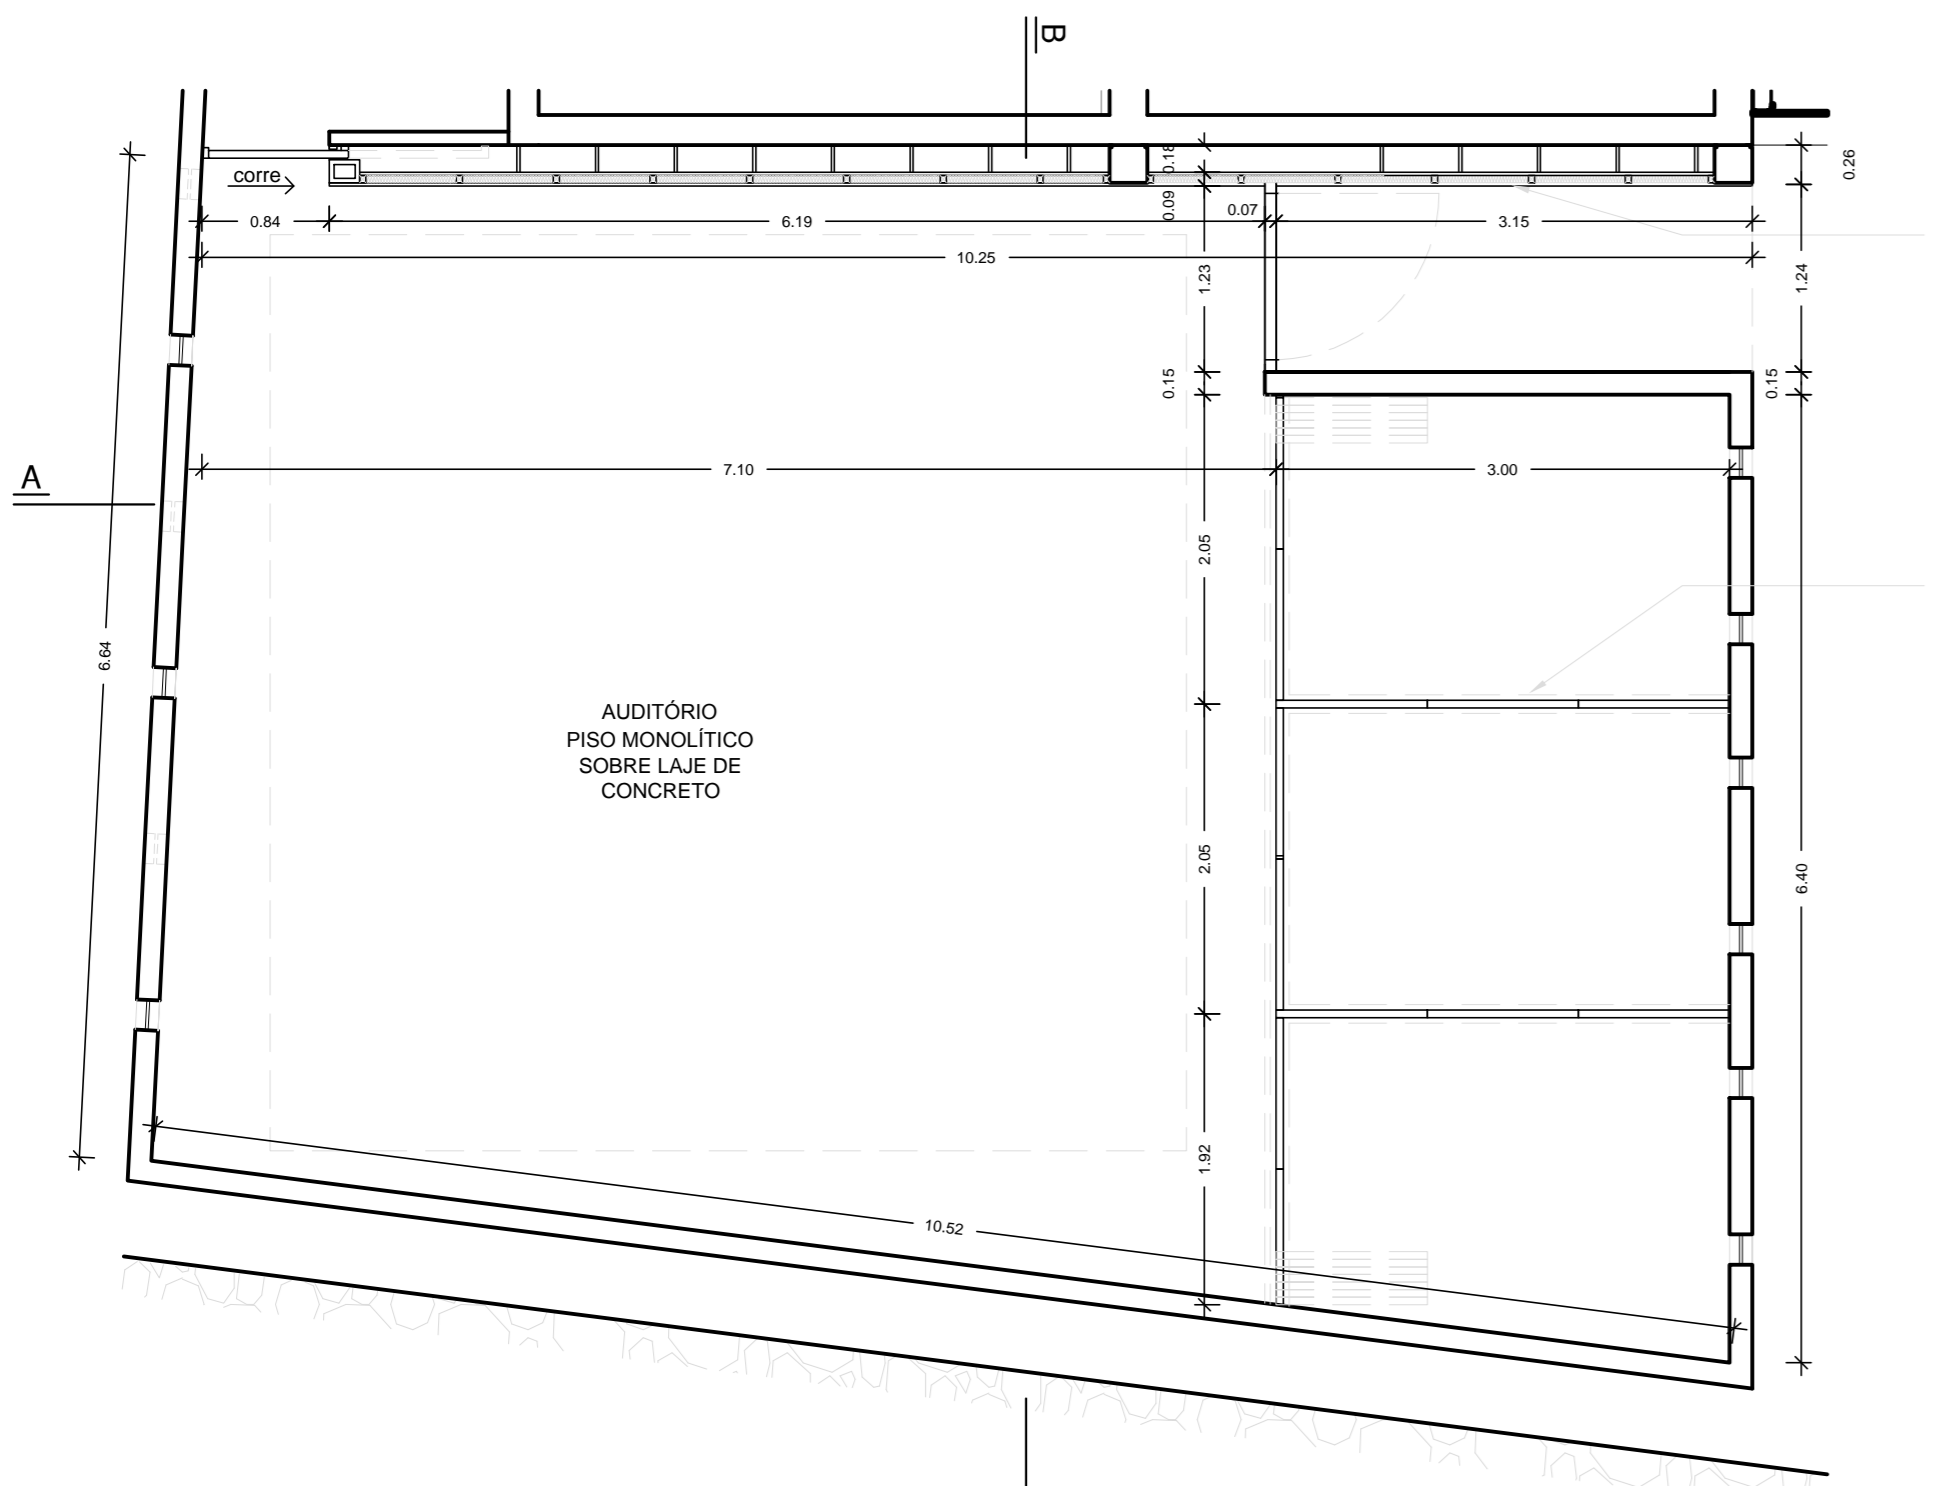 B
corre
0.18
0.26
0.84
6.19
0.09
0.07
3.15
10.25
1.23
1.24
0.15
0.15
A
7.10
3.00
2.05
6.64
AUDITÓRIO
PISO MONOLÍTICO
SOBRE LAJE DE
CONCRETO
2.05
6.40
1.92
10.52